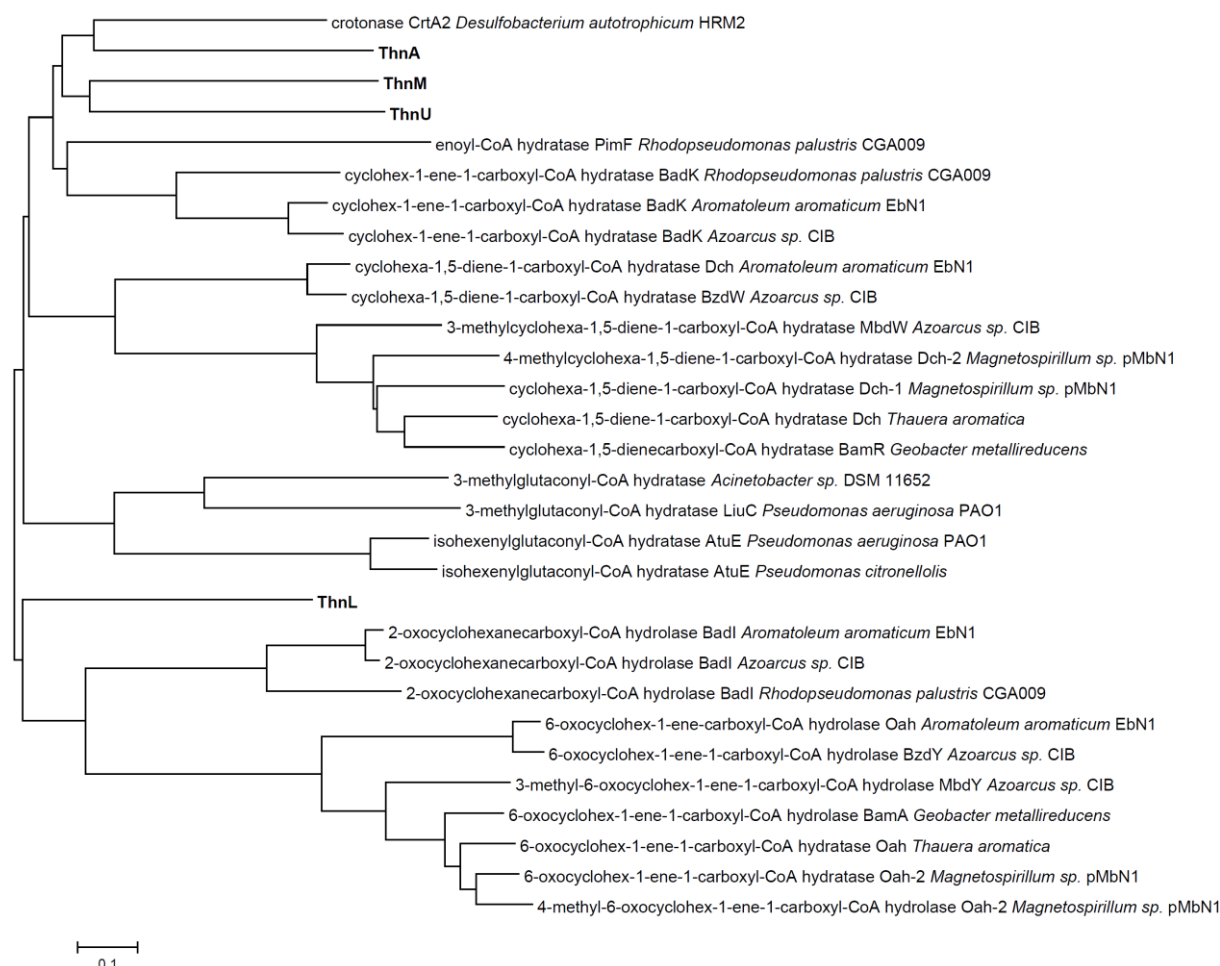 crotonase CrtA2 Desulfobacterium autotrophicum HRM2
ThnA
ThnM
ThnU
enoyl-CoA hydratase PimF Rhodopseudomonas palustris CGA009
cyclohex-1-ene-1-carboxyl-CoA hydratase BadK Rhodopseudomonas palustris CGA009
cyclohex-1-ene-1-carboxyl-CoA hydratase BadK Aromatoleum aromaticum EbN1
cyclohex-1-ene-1-carboxyl-CoA hydratase BadK Azoarcus sp. CIB
cyclohexa-1,5-diene-1-carboxyl-CoA hydratase Dch Aromatoleum aromaticum EbN1
cyclohexa-1,5-diene-1-carboxyl-CoA hydratase BzdW Azoarcus sp. CIB
3-methylcyclohexa-1,5-diene-1-carboxyl-CoA hydratase MbdW Azoarcus sp. CIB
4-methylcyclohexa-1,5-diene-1-carboxyl-CoA hydratase Dch-2 Magnetospirillum sp. pMbN1
cyclohexa-1,5-diene-1-carboxyl-CoA hydratase Dch-1 Magnetospirillum sp. pMbN1
cyclohexa-1,5-diene-1-carboxyl-CoA hydratase Dch Thauera aromatica
cyclohexa-1,5-dienecarboxyl-CoA hydratase BamR Geobacter metallireducens
3-methylglutaconyl-CoA hydratase Acinetobacter sp. DSM 11652
3-methylglutaconyl-CoA hydratase LiuC Pseudomonas aeruginosa PAO1
isohexenylglutaconyl-CoA hydratase AtuE Pseudomonas aeruginosa PAO1
isohexenylglutaconyl-CoA hydratase AtuE Pseudomonas citronellolis
ThnL
2-oxocyclohexanecarboxyl-CoA hydrolase BadI Aromatoleum aromaticum EbN1
2-oxocyclohexanecarboxyl-CoA hydrolase BadI Azoarcus sp. CIB
2-oxocyclohexanecarboxyl-CoA hydrolase BadI Rhodopseudomonas palustris CGA009
6-oxocyclohex-1-ene-carboxyl-CoA hydrolase Oah Aromatoleum aromaticum EbN1
6-oxocyclohex-1-ene-1-carboxyl-CoA hydrolase BzdY Azoarcus sp. CIB
3-methyl-6-oxocyclohex-1-ene-1-carboxyl-CoA hydrolase MbdY Azoarcus sp. CIB
6-oxocyclohex-1-ene-1-carboxyl-CoA hydrolase BamA Geobacter metallireducens
6-oxocyclohex-1-ene-1-carboxyl-CoA hydratase Oah Thauera aromatica
6-oxocyclohex-1-ene-1-carboxyl-CoA hydratase Oah-2 Magnetospirillum sp. pMbN1
4-methyl-6-oxocyclohex-1-ene-1-carboxyl-CoA hydrolase Oah-2 Magnetospirillum sp. pMbN1
0.1